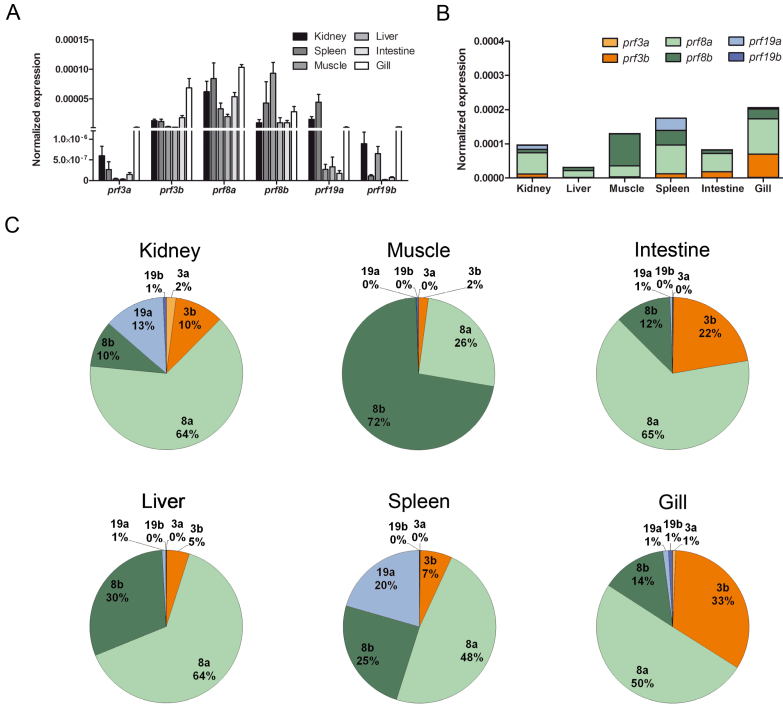 A
Kidney Liver
Spleen Intestine
Muscle Gill
Normalized expression
0.00015
0.00010
0.00005
1.0×10⁻⁶
5.0×10⁻⁷
prf3a prf3b prf8a prf8b prf19a prf19b
B
prf3a prf8a prf19a
prf3b prf8b prf19b
Normalized expression
0.0004
0.0003
0.0002
0.0001
0.0000
Kidney Liver Muscle Spleen Intestine Gill
C
Kidney
19b 3a
1% 2%
19a
13%
3b
10%
8b
10%
8a
64%
Muscle
19a 19b 3a 3b
0% 0% 0% 2%
8a
26%
8b
72%
Intestine
19a 19b 3a
1% 0% 0%
8b
12%
3b
22%
8a
65%
Liver
19a 19b 3a 3b
1% 0% 0% 5%
8b
30%
8a
64%
Spleen
19b 3a
0% 0%
3b
7%
19a
20%
8b
25%
8a
48%
Gill
19a 19b 3a
1% 1% 1%
8b
14%
3b
33%
8a
50%